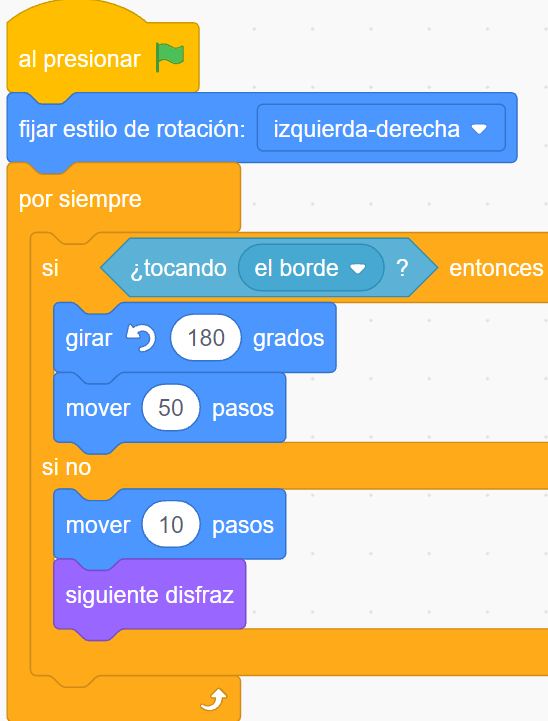 al presionar
fijar estilo de rotación: izquierda-derecha
por siempre
si ¿tocando el borde ? entonces
girar 180 grados
mover 50 pasos
si no
mover 10 pasos
siguiente disfraz